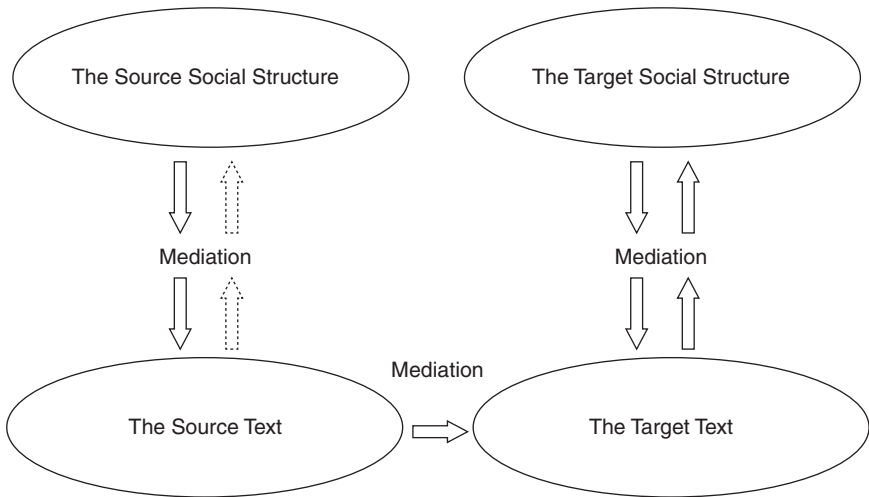 The Source Social Structure
The Target Social Structure
Mediation
Mediation
Mediation
The Source Text
The Target Text